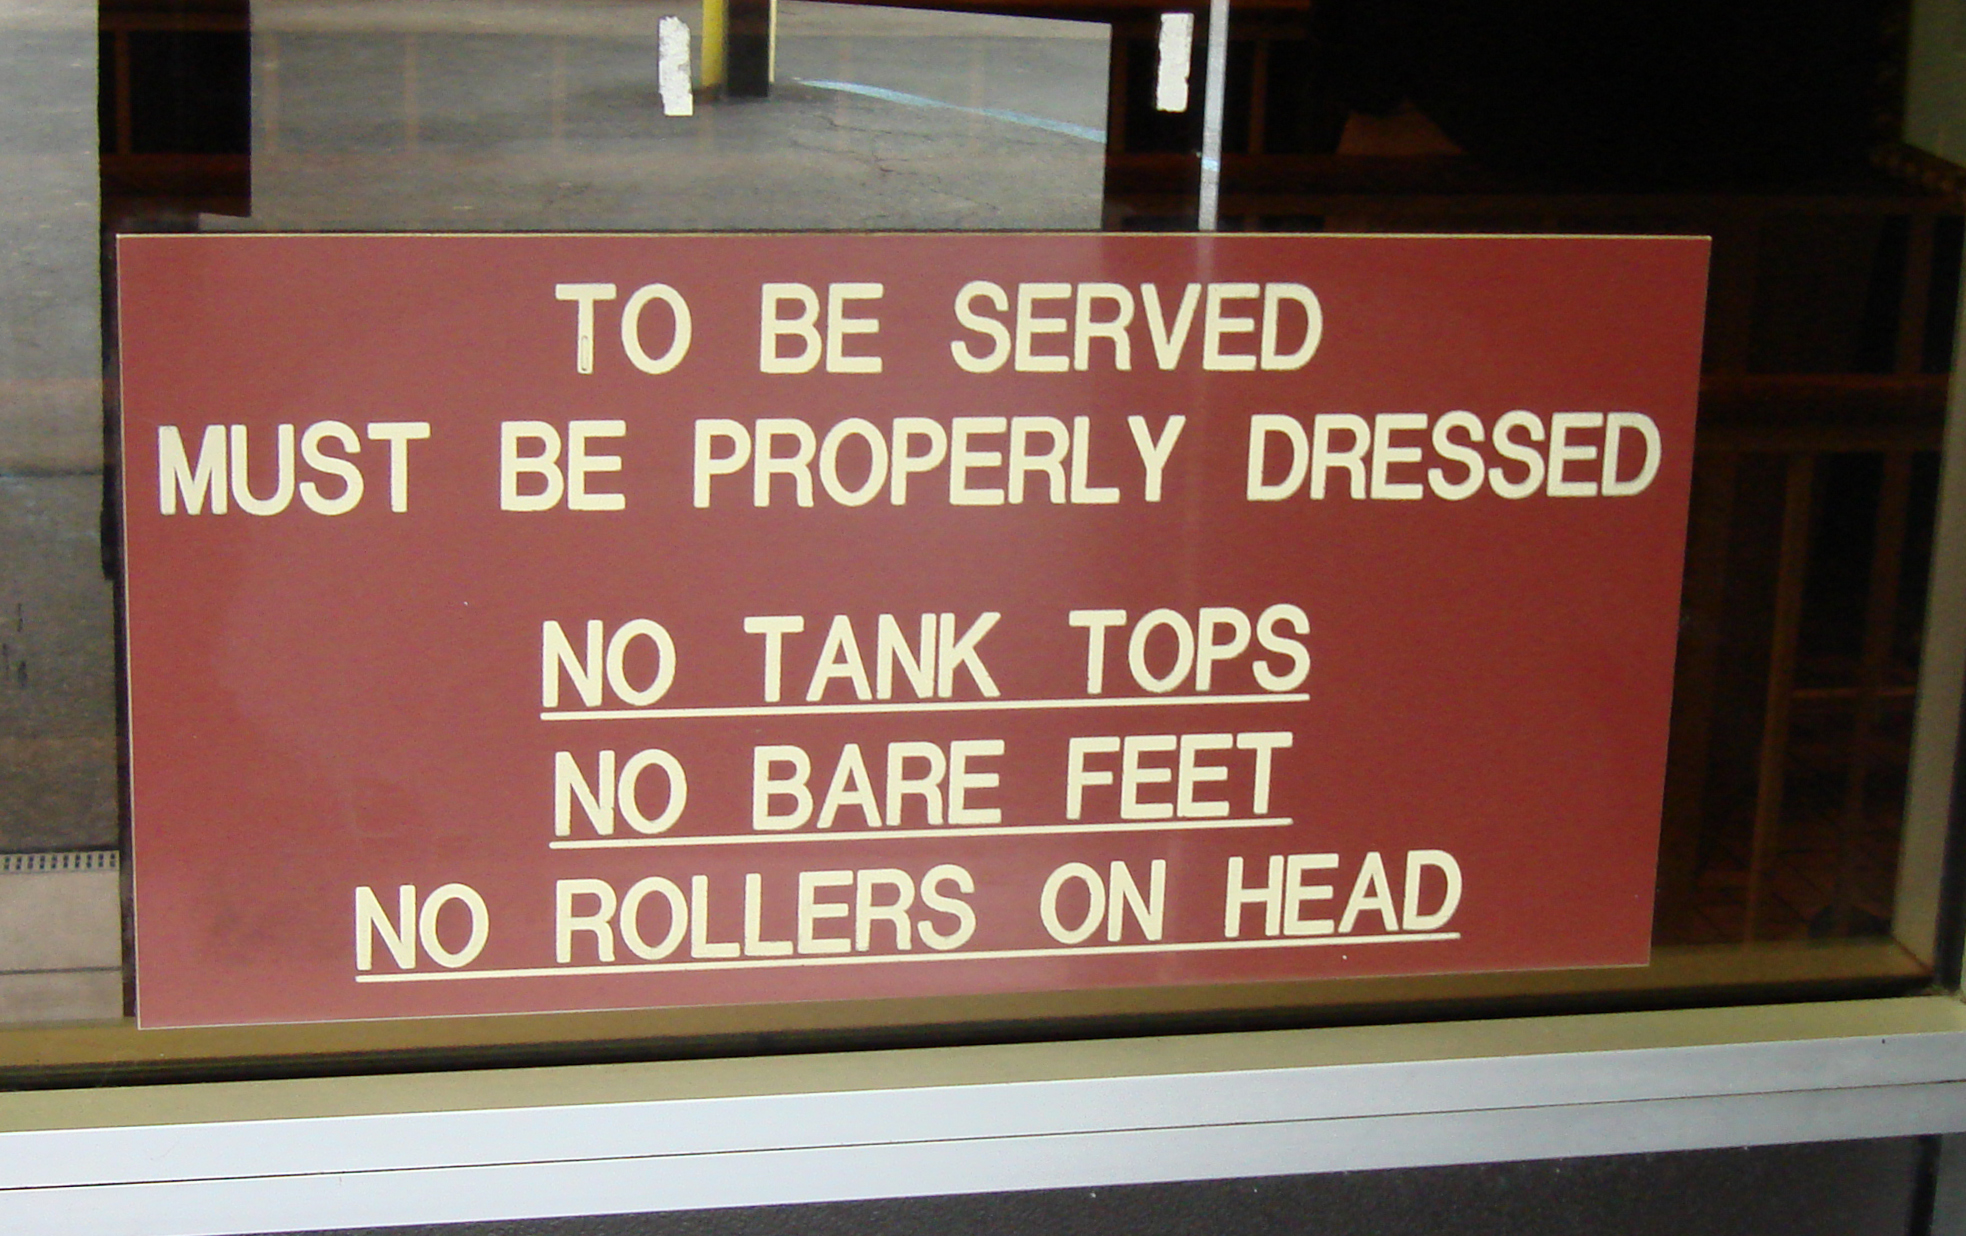 TO BE SERVED
MUST BE PROPERLY DRESSED
NO TANK TOPS
NO BARE FEET
NO ROLLERS ON HEAD